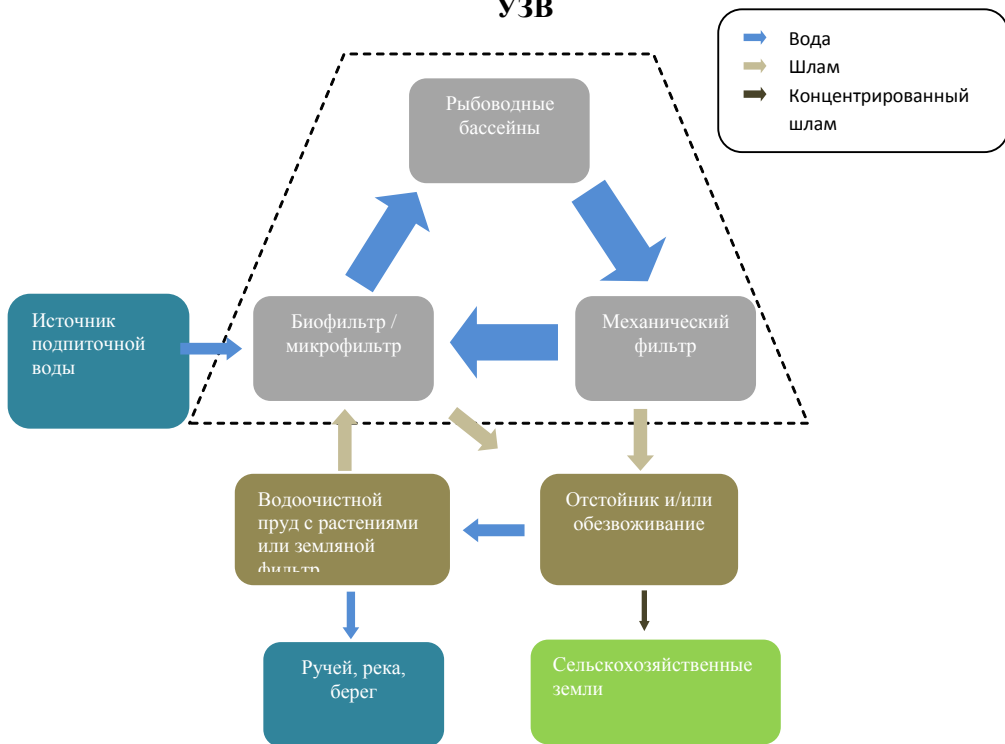 УЗВ
Вода
Шлам
Концентрированный
шлам
Рыбоводные
бассейны
Источник
подпиточной
воды
Биофильтр /
микрофильтр
Механический
фильтр
Водоочистной
пруд с растениями
или земляной
фильтр
Отстойник и/или
обезвоживание
Ручей, река,
берег
Сельскохозяйственные
земли